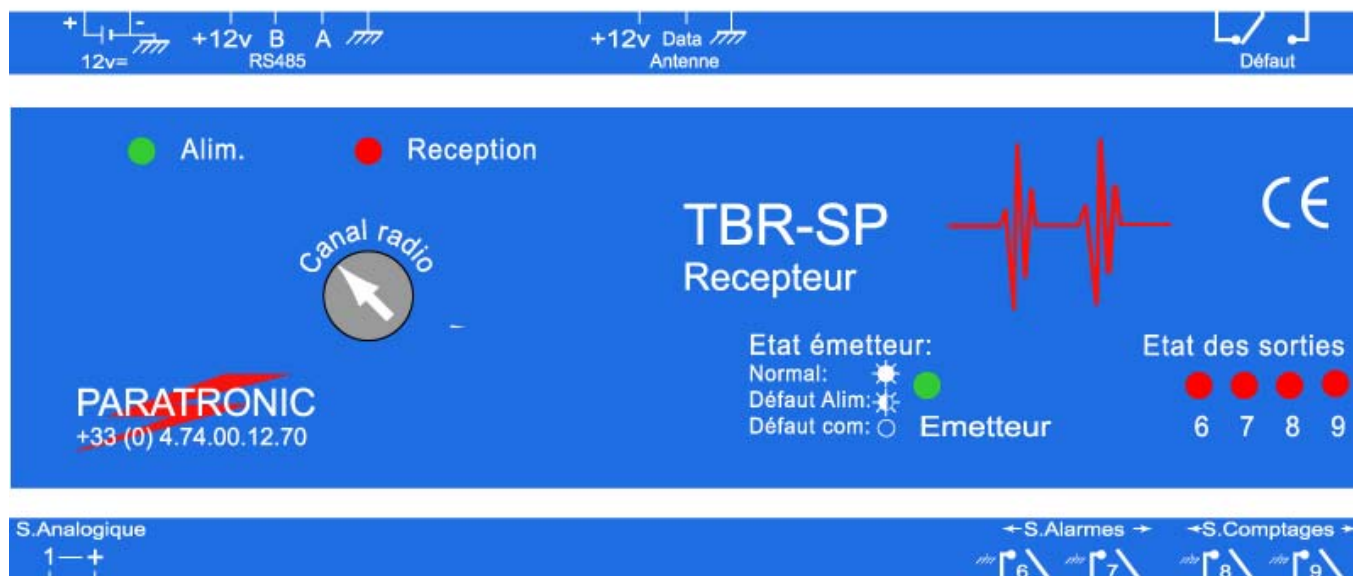 + -
12v=
+12v B A
RS485
+12v Data
Antenne
Défaut
Alim.
Reception
Canal radio
TBR-SP
Recepteur
CE
PARATRONIC
+33 (0) 4.74.00.12.70
Etat émetteur:
Normal:
Défaut Alim:
Défaut com:
Emetteur
Etat des sorties
6 7 8 9
S.Analogique
1 +
S.Alarmes
S.Comptages
6 7 8 9